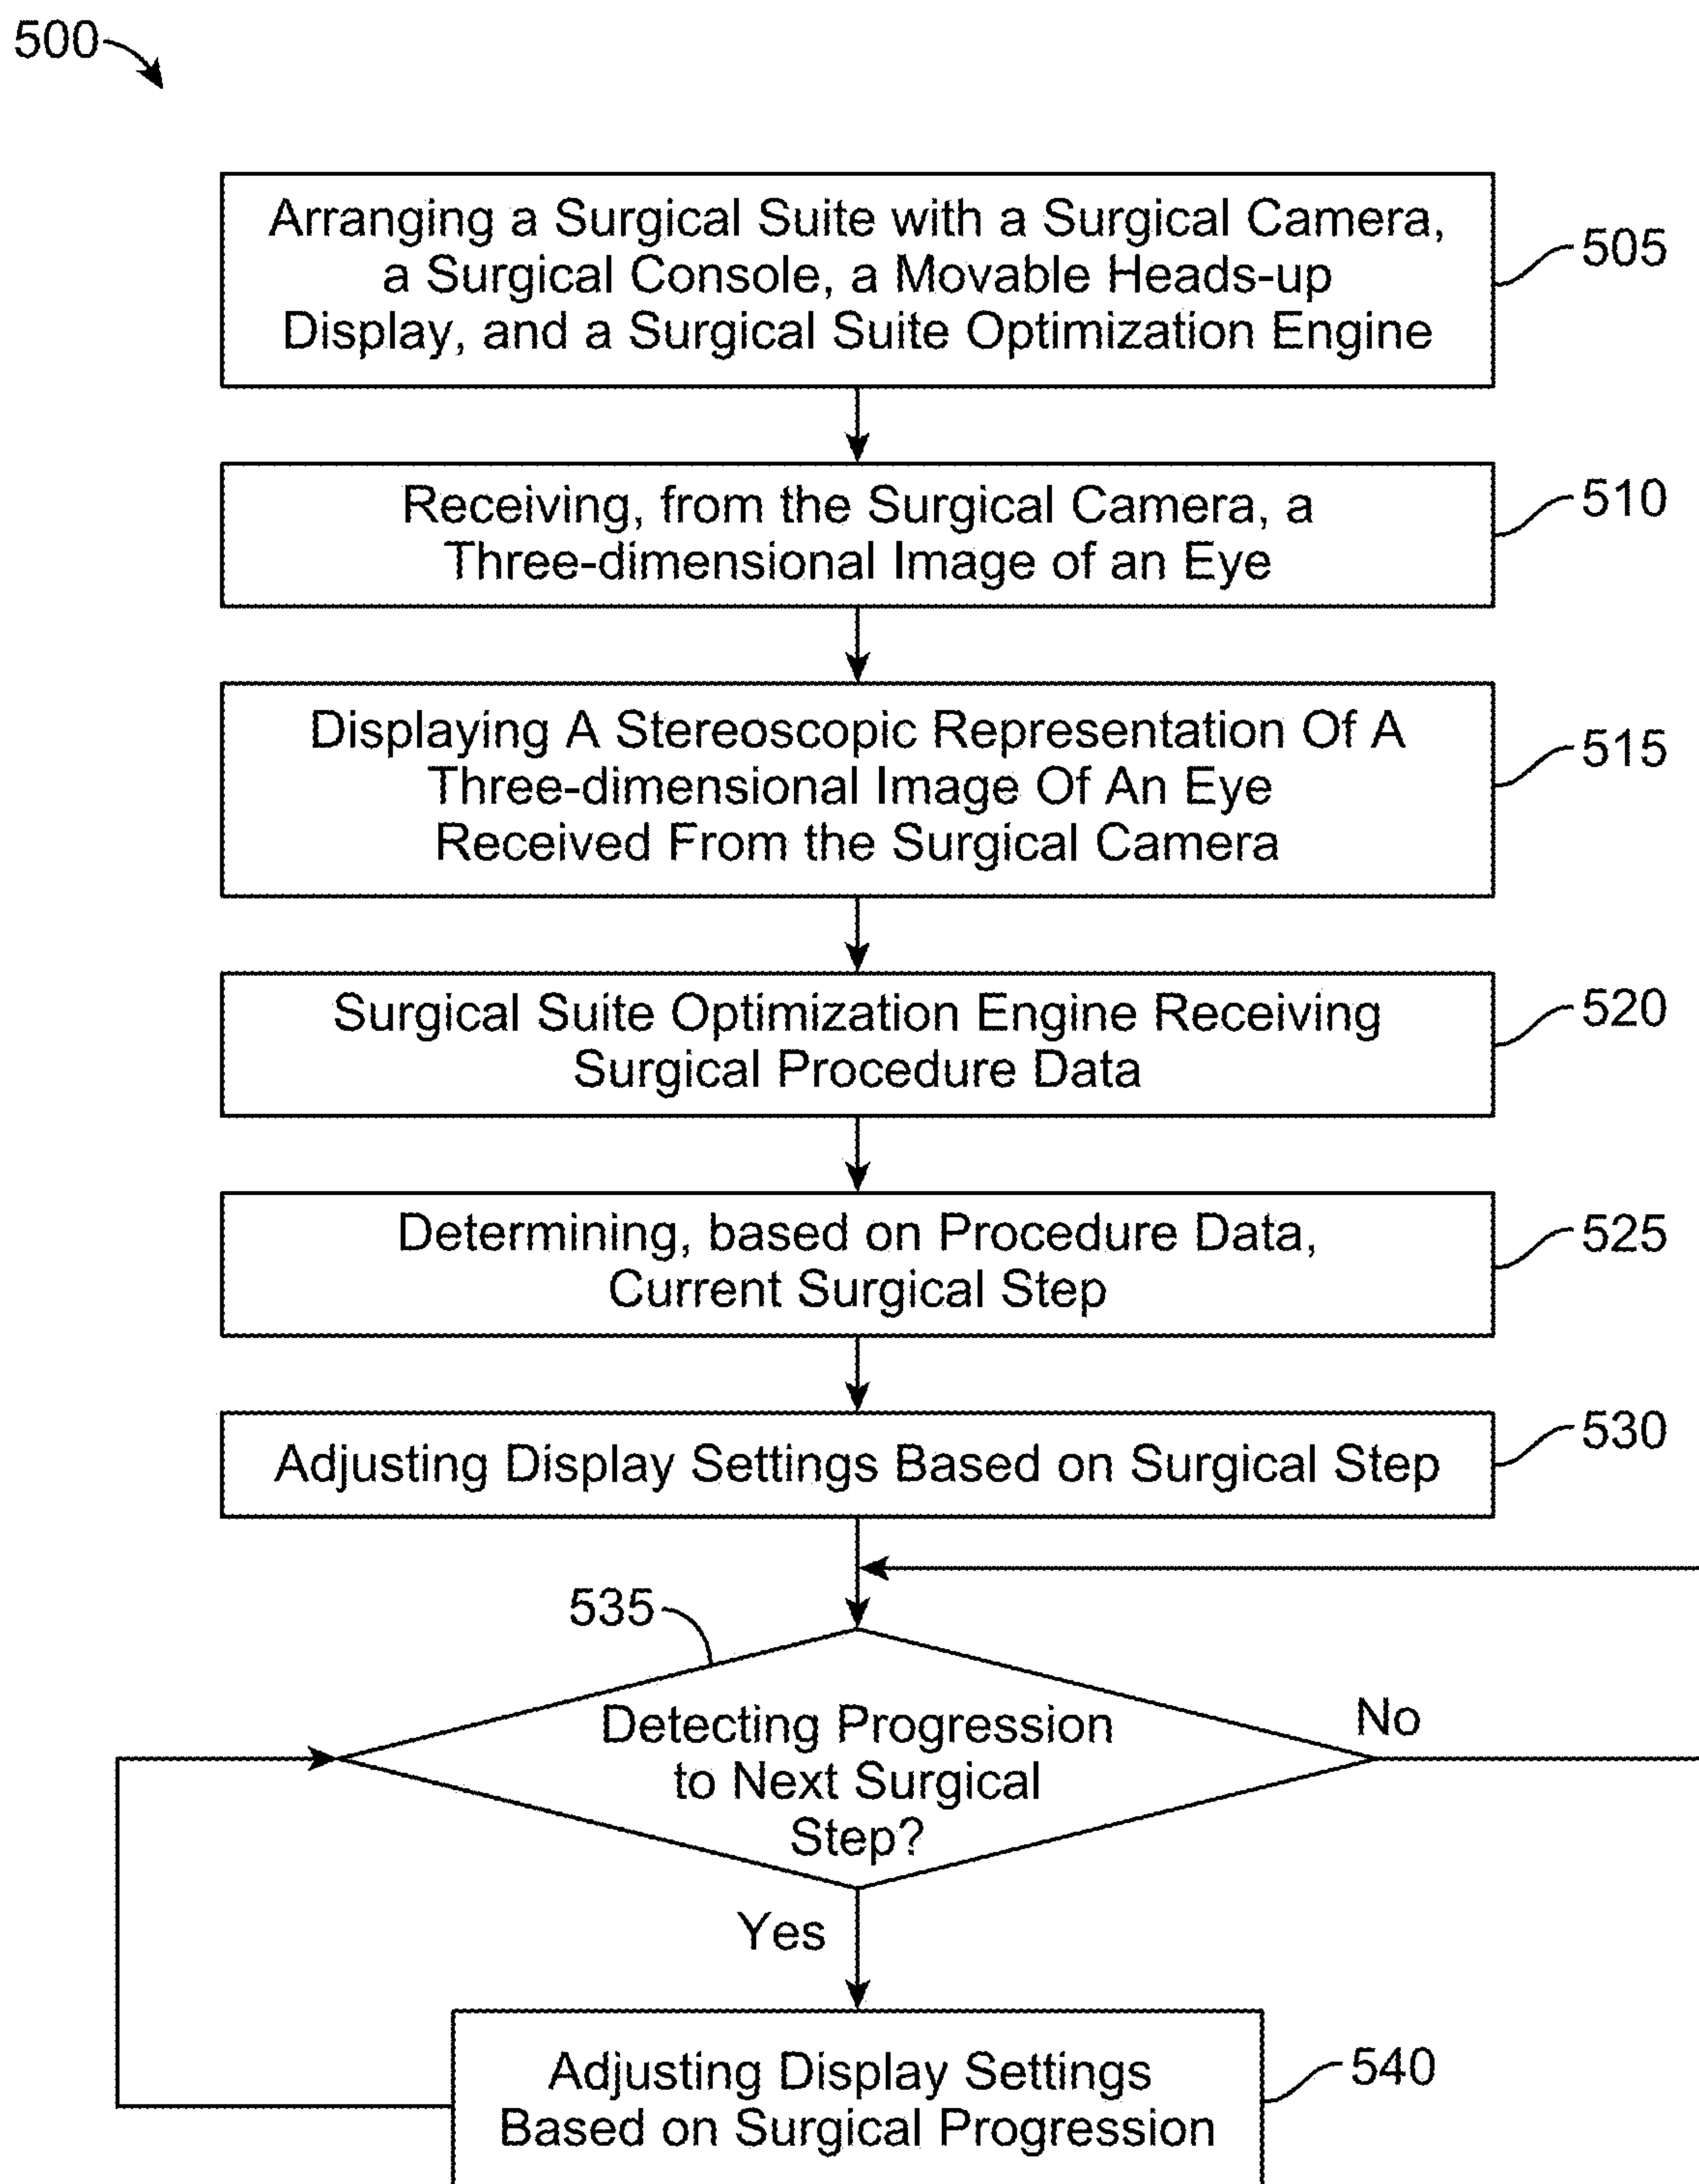 500
Arranging a Surgical Suite with a Surgical Camera,
a Surgical Console, a Movable Heads-up
Display, and a Surgical Suite Optimization Engine
505
Receiving, from the Surgical Camera, a
Three-dimensional Image of an Eye
510
Displaying A Stereoscopic Representation Of A
Three-dimensional Image Of An Eye
Received From the Surgical Camera
515
Surgical Suite Optimization Engine Receiving
Surgical Procedure Data
520
Determining, based on Procedure Data,
Current Surgical Step
525
Adjusting Display Settings Based on Surgical Step
530
535
Detecting Progression
to Next Surgical
Step?
No
Yes
Adjusting Display Settings
Based on Surgical Progression
540